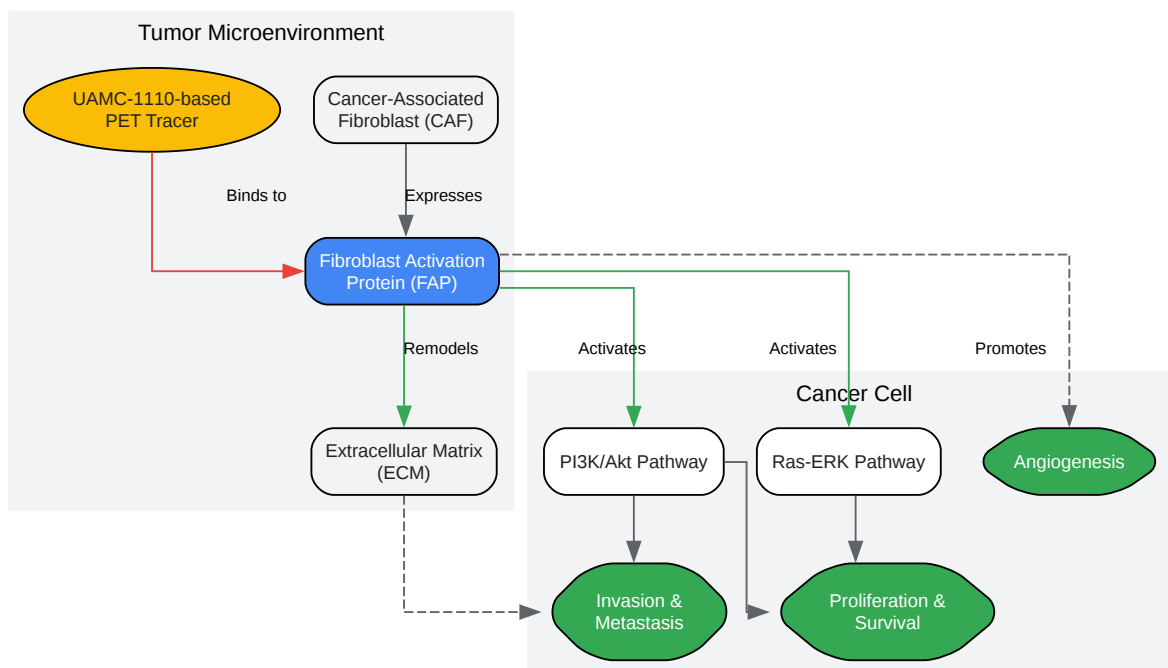 Tumor Microenvironment
UAMC-1110-based
PET Tracer
Cancer-Associated
Fibroblast (CAF)
Binds to
Expresses
Fibroblast Activation
Protein (FAP)
Remodels
Activates
Activates
Promotes
Cancer Cell
Extracellular Matrix
(ECM)
PI3K/Akt Pathway
Ras-ERK Pathway
Angiogenesis
Invasion &
Metastasis
Proliferation &
Survival